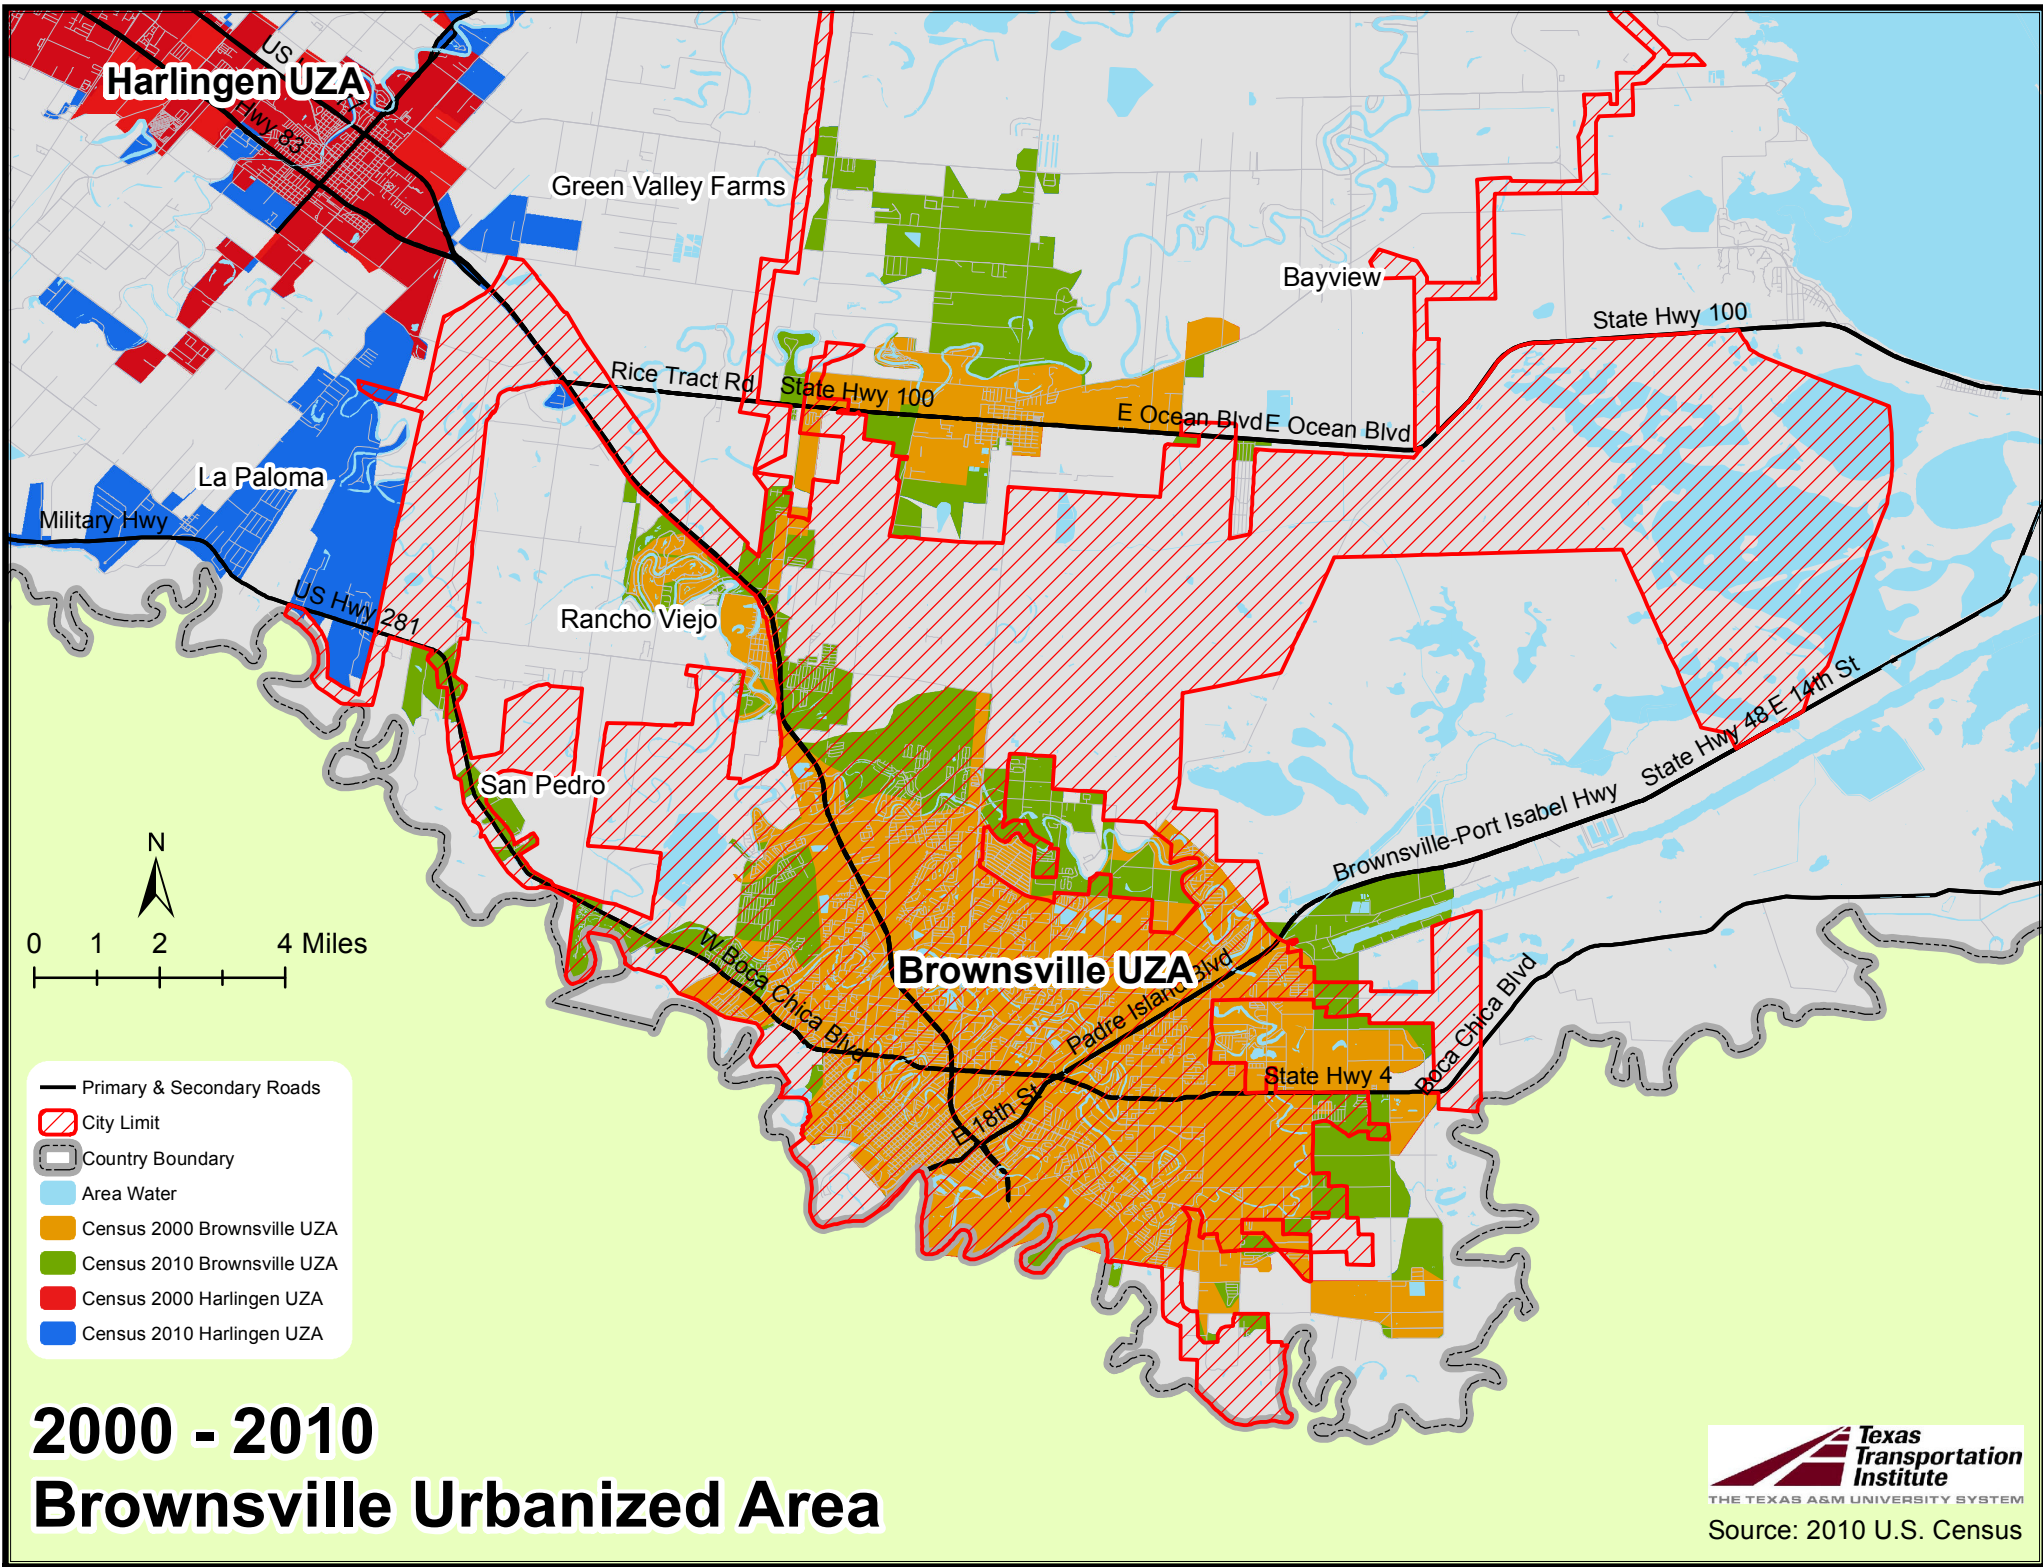 Harlingen UZA
US
Hwy 83
Green Valley Farms
Bayview
State Hwy 100
Rice Tract Rd
State Hwy 100
E Ocean Blvd
E Ocean Blvd
La Paloma
Military Hwy
US Hwy 281
Rancho Viejo
San Pedro
State Hwy 48
E 14th St
Brownsville-Port Isabel Hwy
N
0 1 2 4 Miles
W Boca Chica Blvd
Brownsville UZA
Padre Island Blvd
Boca Chica Blvd
State Hwy 4
E 18th St
Primary & Secondary Roads
City Limit
Country Boundary
Area Water
Census 2000 Brownsville UZA
Census 2010 Brownsville UZA
Census 2000 Harlingen UZA
Census 2010 Harlingen UZA
2000 - 2010
Brownsville Urbanized Area
Texas
Transportation
Institute
THE TEXAS A&M UNIVERSITY SYSTEM
Source: 2010 U.S. Census